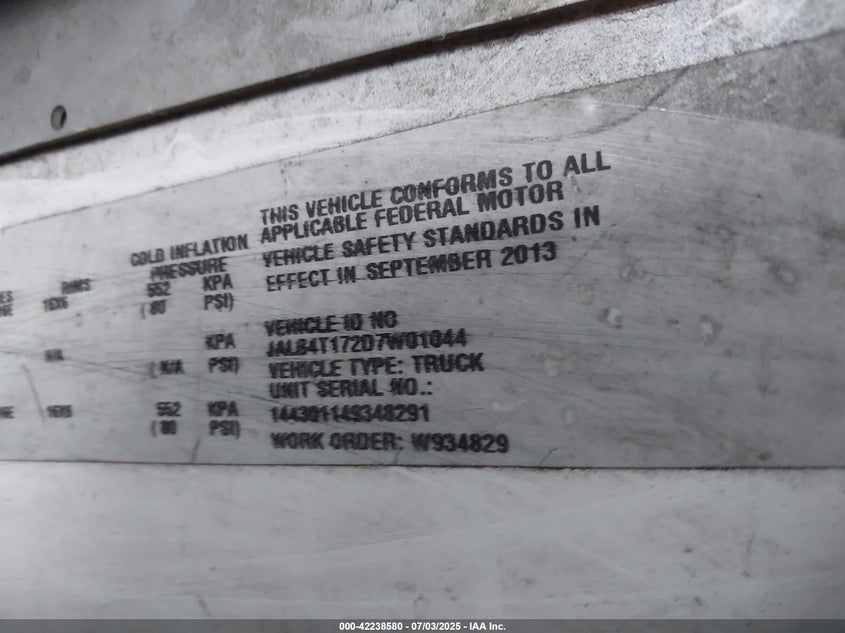 THIS VEHICLE CONFORMS TO ALL
APPLICABLE FEDERAL MOTOR
VEHICLE SAFETY STANDARDS IN
EFFECT IN SEPTEMBER 2013
VEHICLE ID NO
JALB4T172D7W01044
VEHICLE TYPE: TRUCK
UNIT SERIAL NO.:
144391149348291
WORK ORDER: W934829
COLD INFLATION
PRESSURE
RIMS
16X6
552 KPA
(80 PSI)
N/A
KPA
(N/A PSI)
16X6
552 KPA
(80 PSI)
000-42238580 - 07/03/2025 - IAA Inc.